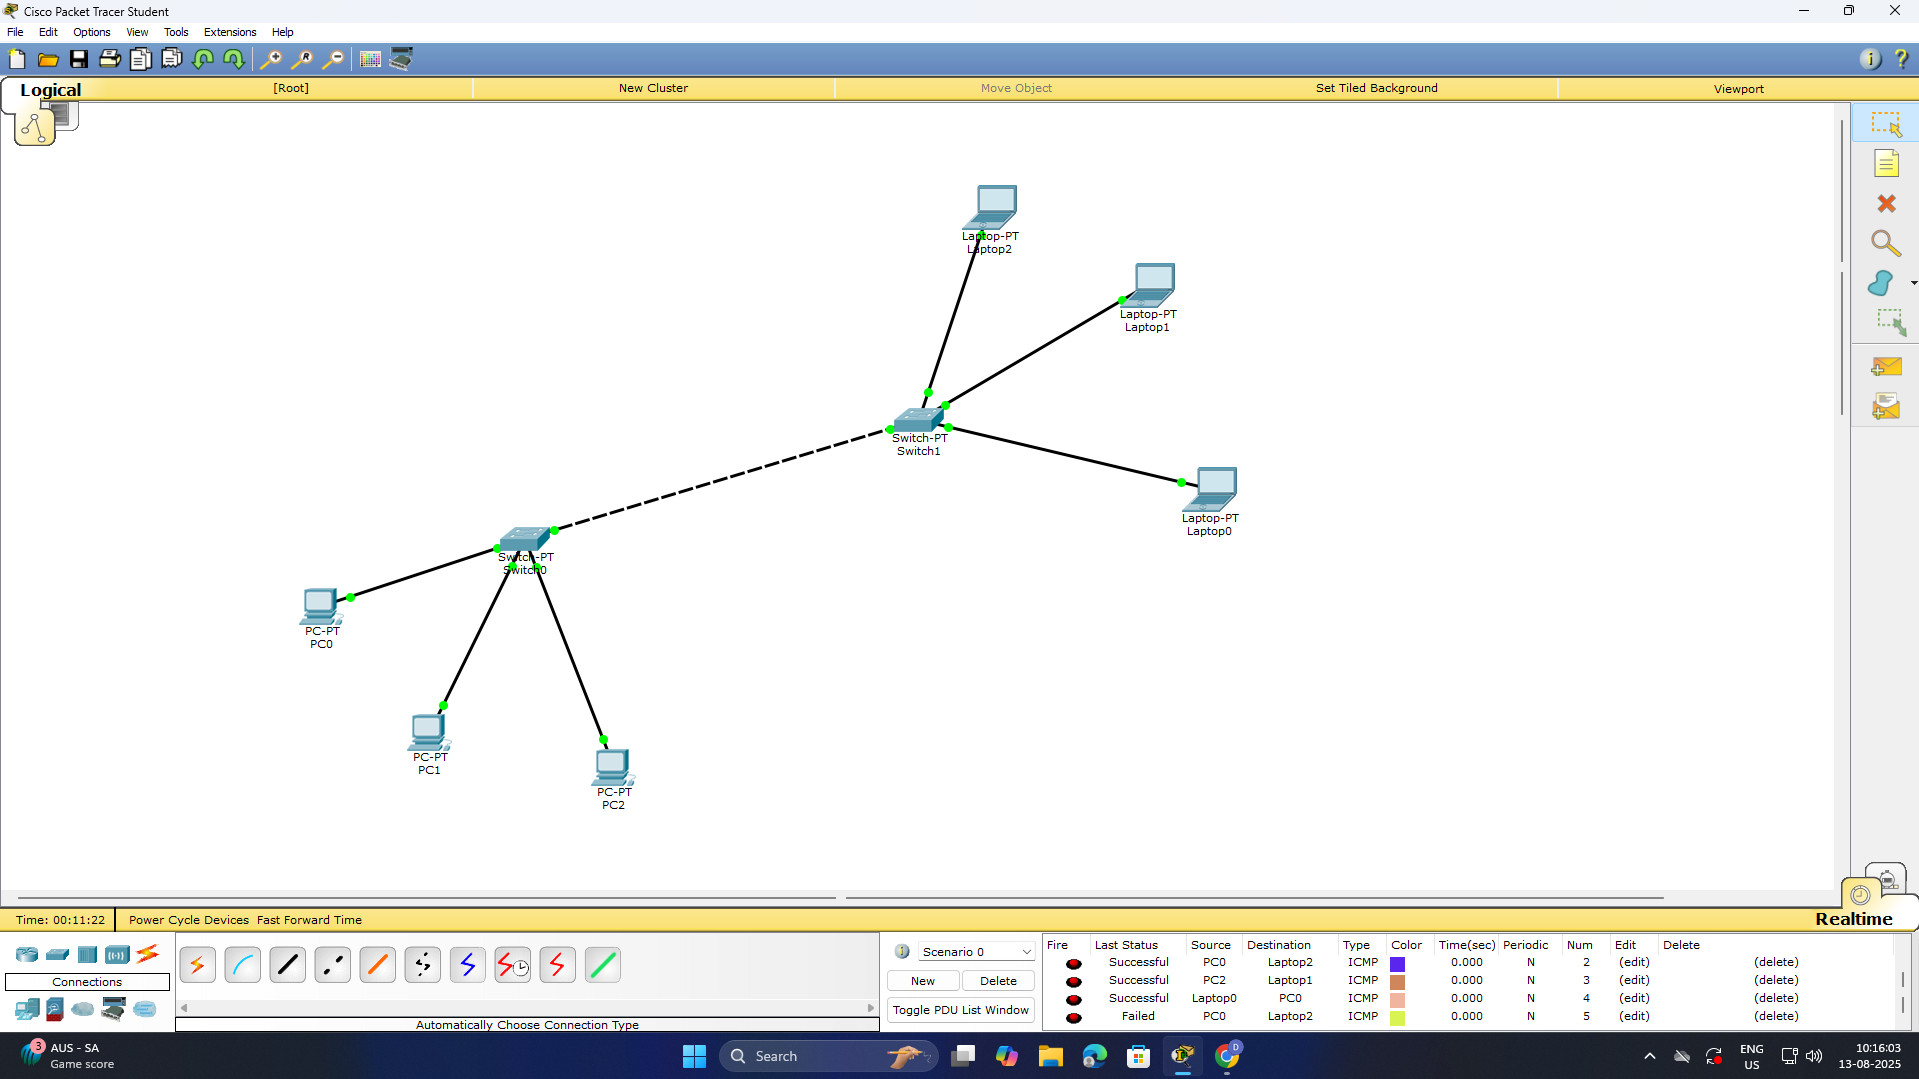 Cisco Packet Tracer Student
File Edit Options View Tools Extensions Help
Logical [Root] New Cluster Move Object Set Tiled Background Viewport
Laptop-PT
Laptop2
Laptop-PT
Laptop1
Switch-PT
Switch1
Laptop-PT
Laptop0
Switch-PT
Switch0
PC-PT
PC0
PC-PT
PC1
PC-PT
PC2
Time: 00:11:22 Power Cycle Devices Fast Forward Time
Realtime
Connections
Automatically Choose Connection Type
Scenario 0
New Delete
Toggle PDU List Window
Fire Last Status Source Destination Type Color Time(sec) Periodic Num Edit Delete
Successful PC0 Laptop2 ICMP 0.000 N 2 (edit) (delete)
Successful PC2 Laptop1 ICMP 0.000 N 3 (edit) (delete)
Successful Laptop0 PC0 ICMP 0.000 N 4 (edit) (delete)
Failed PC0 Laptop2 ICMP 0.000 N 5 (edit) (delete)
3
AUS - SA
Game score
Search
D
ENG
US
10:16:03
13-08-2025